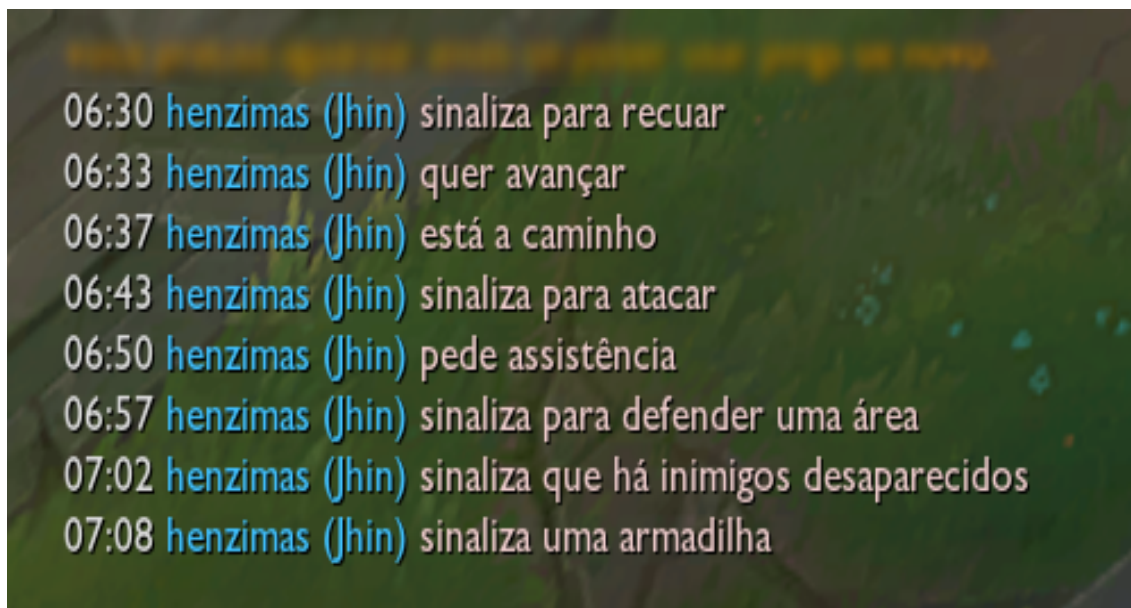 06:30 henzimas (Jhin) sinaliza para recuar
06:33 henzimas (Jhin) quer avançar
06:37 henzimas (Jhin) está a caminho
06:43 henzimas (Jhin) sinaliza para atacar
06:50 henzimas (Jhin) pede assistência
06:57 henzimas (Jhin) sinaliza para defender uma área
07:02 henzimas (Jhin) sinaliza que há inimigos desaparecidos
07:08 henzimas (Jhin) sinaliza uma armadilha